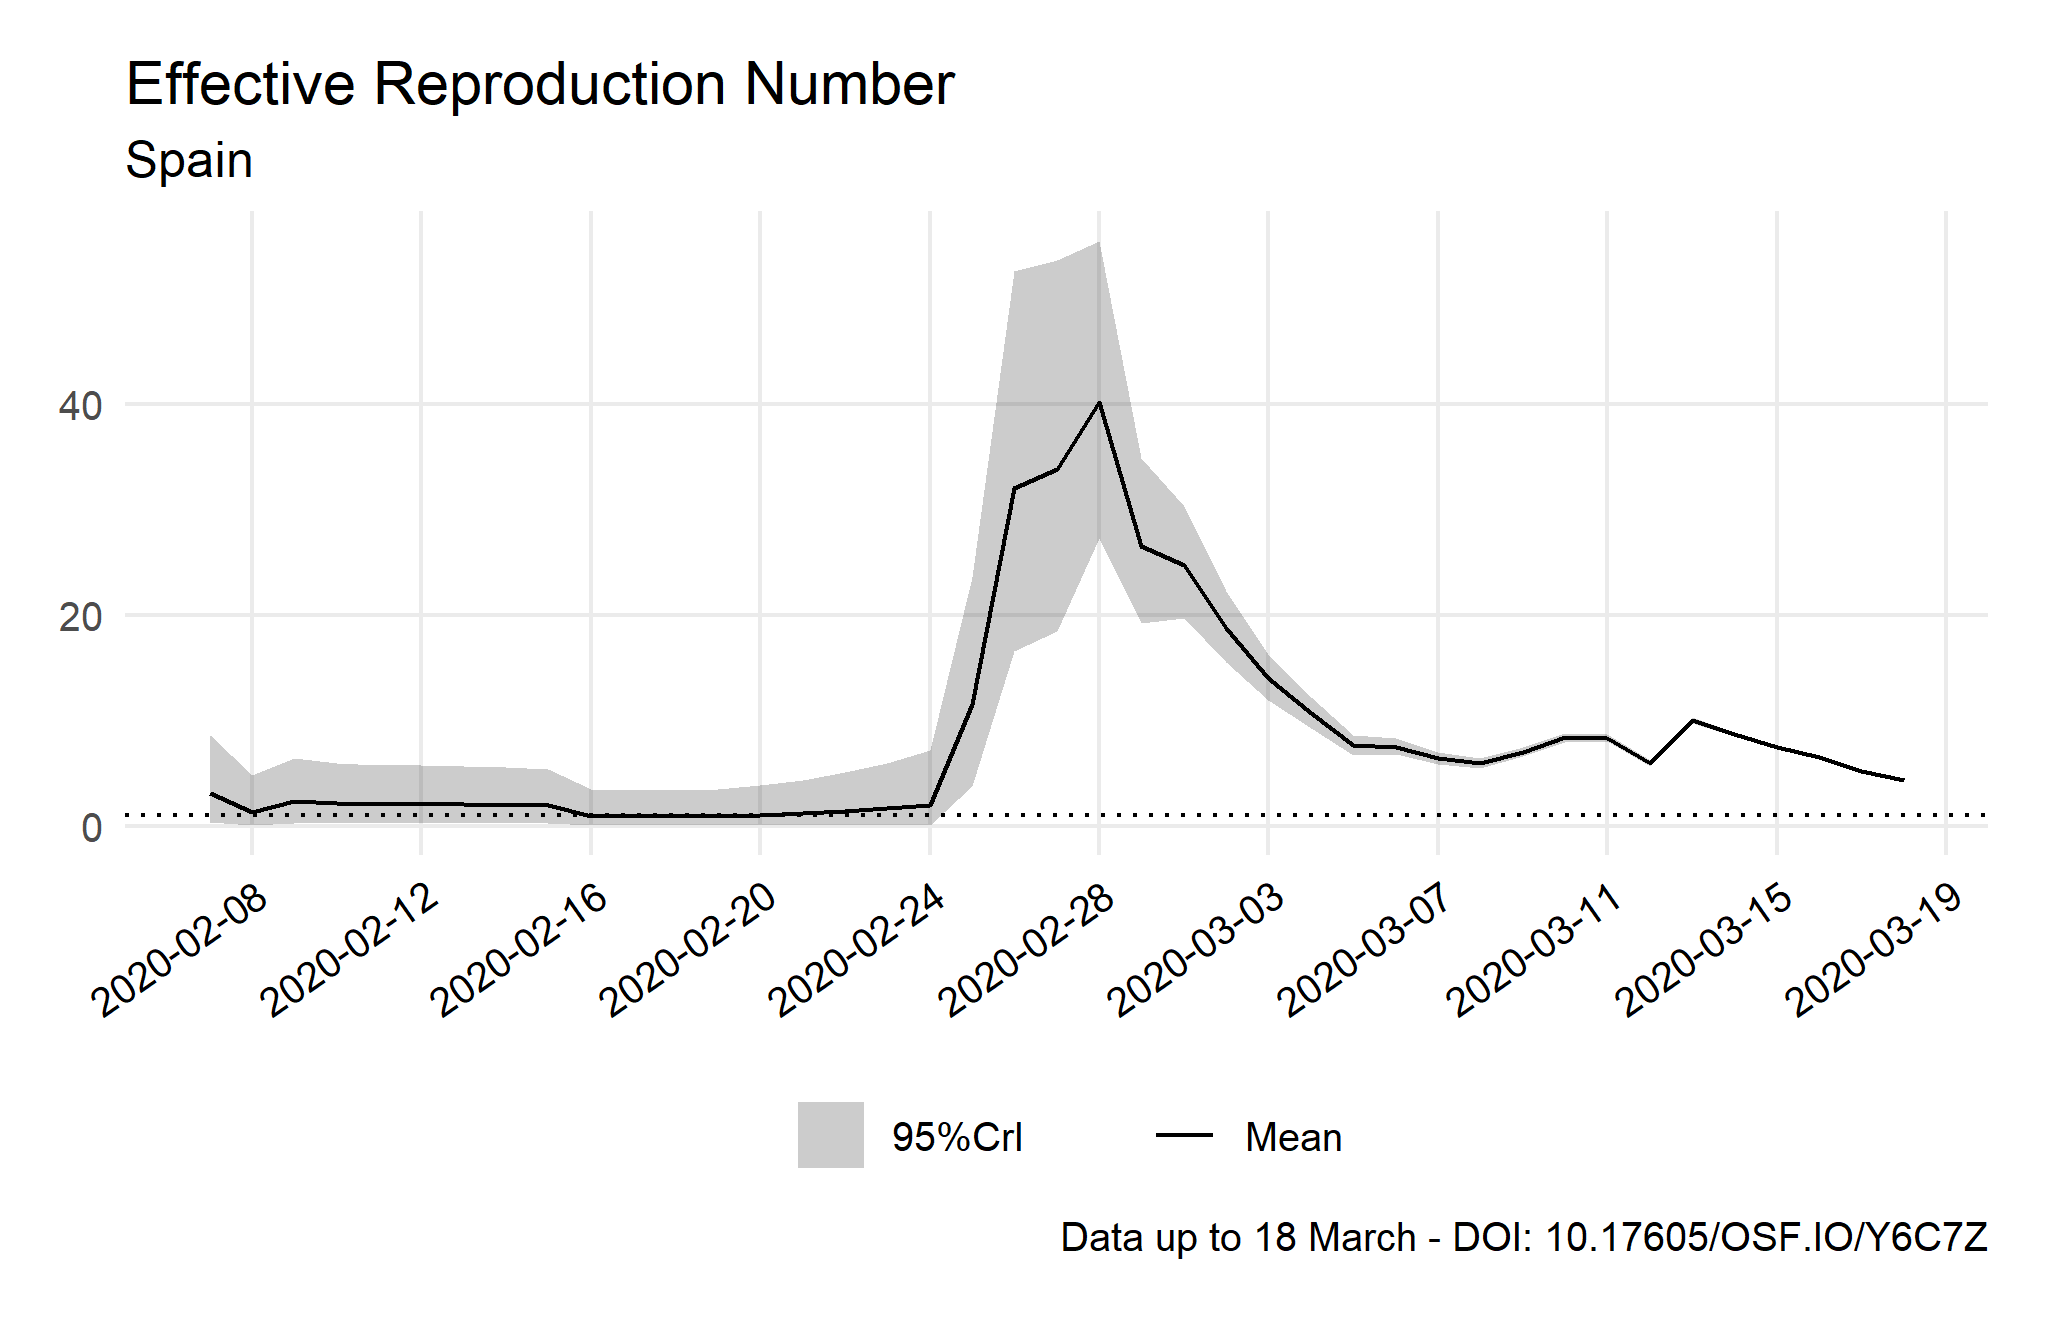 Effective Reproduction Number
Spain
40
20
0
2020-02-08
2020-02-12
2020-02-16
2020-02-20
2020-02-24
2020-02-28
2020-03-03
2020-03-07
2020-03-11
2020-03-15
2020-03-19
95%CrI
Mean
Data up to 18 March - DOI: 10.17605/OSF.IO/Y6C7Z